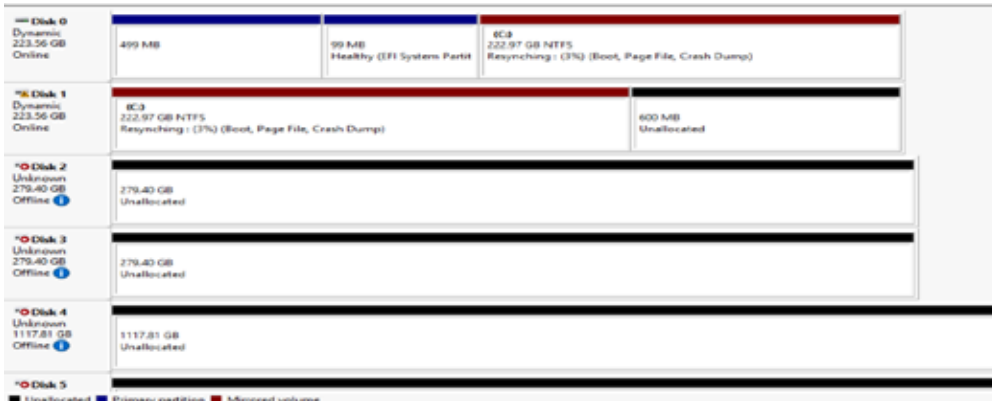 Disk 0
Dynamic
223.56 GB
Online
499 MB
99 MB
Healthy (EFI System Partit
(C:)
222.97 GB NTFS
Resynching : (3%) (Boot, Page File, Crash Dump)
Disk 1
Dynamic
223.56 GB
Online
(C:)
222.97 GB NTFS
Resynching : (3%) (Boot, Page File, Crash Dump)
600 MB
Unallocated
Disk 2
Unknown
279.40 GB
Offline
279.40 GB
Unallocated
Disk 3
Unknown
279.40 GB
Offline
279.40 GB
Unallocated
Disk 4
Unknown
1117.81 GB
Offline
1117.81 GB
Unallocated
Disk 5
Unallocated Primary partition Mirrored volume